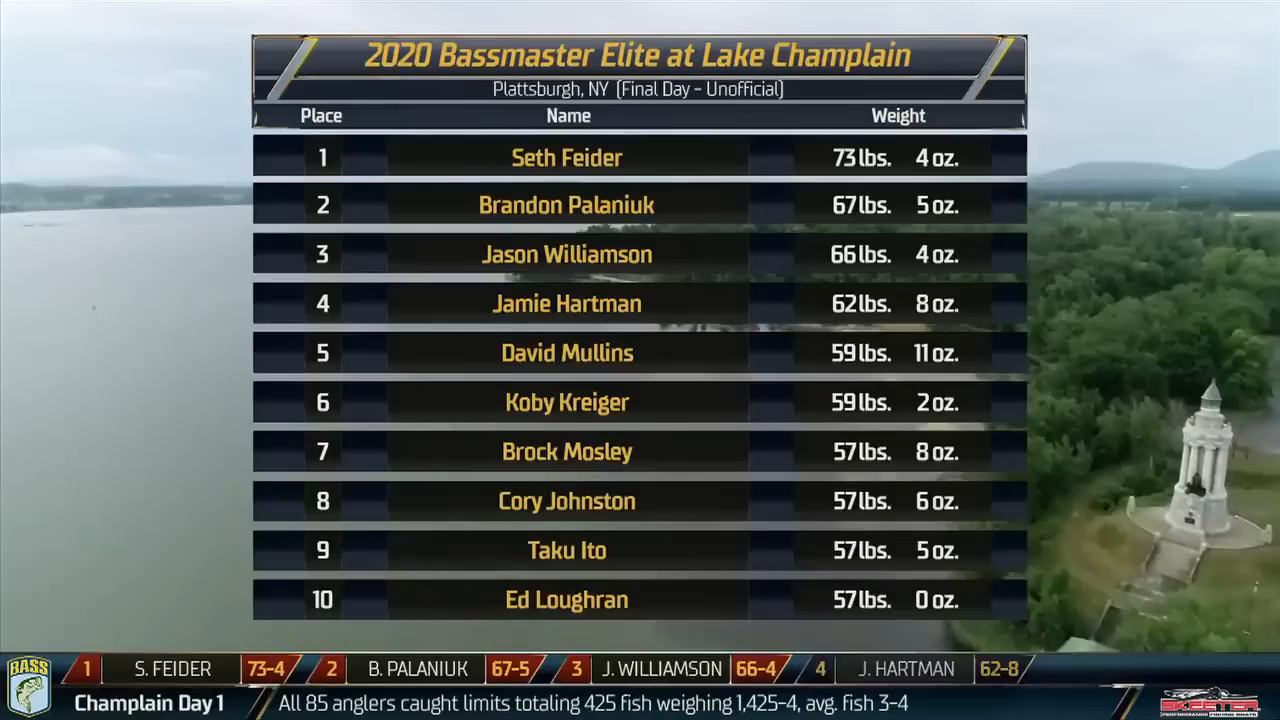 2020 Bassmaster Elite at Lake Champlain
Plattsburgh, NY (Final Day - Unofficial)
Place Name Weight
1 Seth Feider 73 lbs. 4 oz.
2 Brandon Palaniuk 67 lbs. 5 oz.
3 Jason Williamson 66 lbs. 4 oz.
4 Jamie Hartman 62 lbs. 8 oz.
5 David Mullins 59 lbs. 11 oz.
6 Koby Kreiger 59 lbs. 2 oz.
7 Brock Mosley 57 lbs. 8 oz.
8 Cory Johnston 57 lbs. 6 oz.
9 Taku Ito 57 lbs. 5 oz.
10 Ed Loughran 57 lbs. 0 oz.
BASS 1 S. FEIDER 73-4 2 B. PALANIUK 67-5 3 J. WILLIAMSON 66-4 4 J. HARTMAN 62-8
Champlain Day 1 All 85 anglers caught limits totaling 425 fish weighing 1,425-4, avg. fish 3-4 SKEETER
PERFORMANCE FISHING BOATS